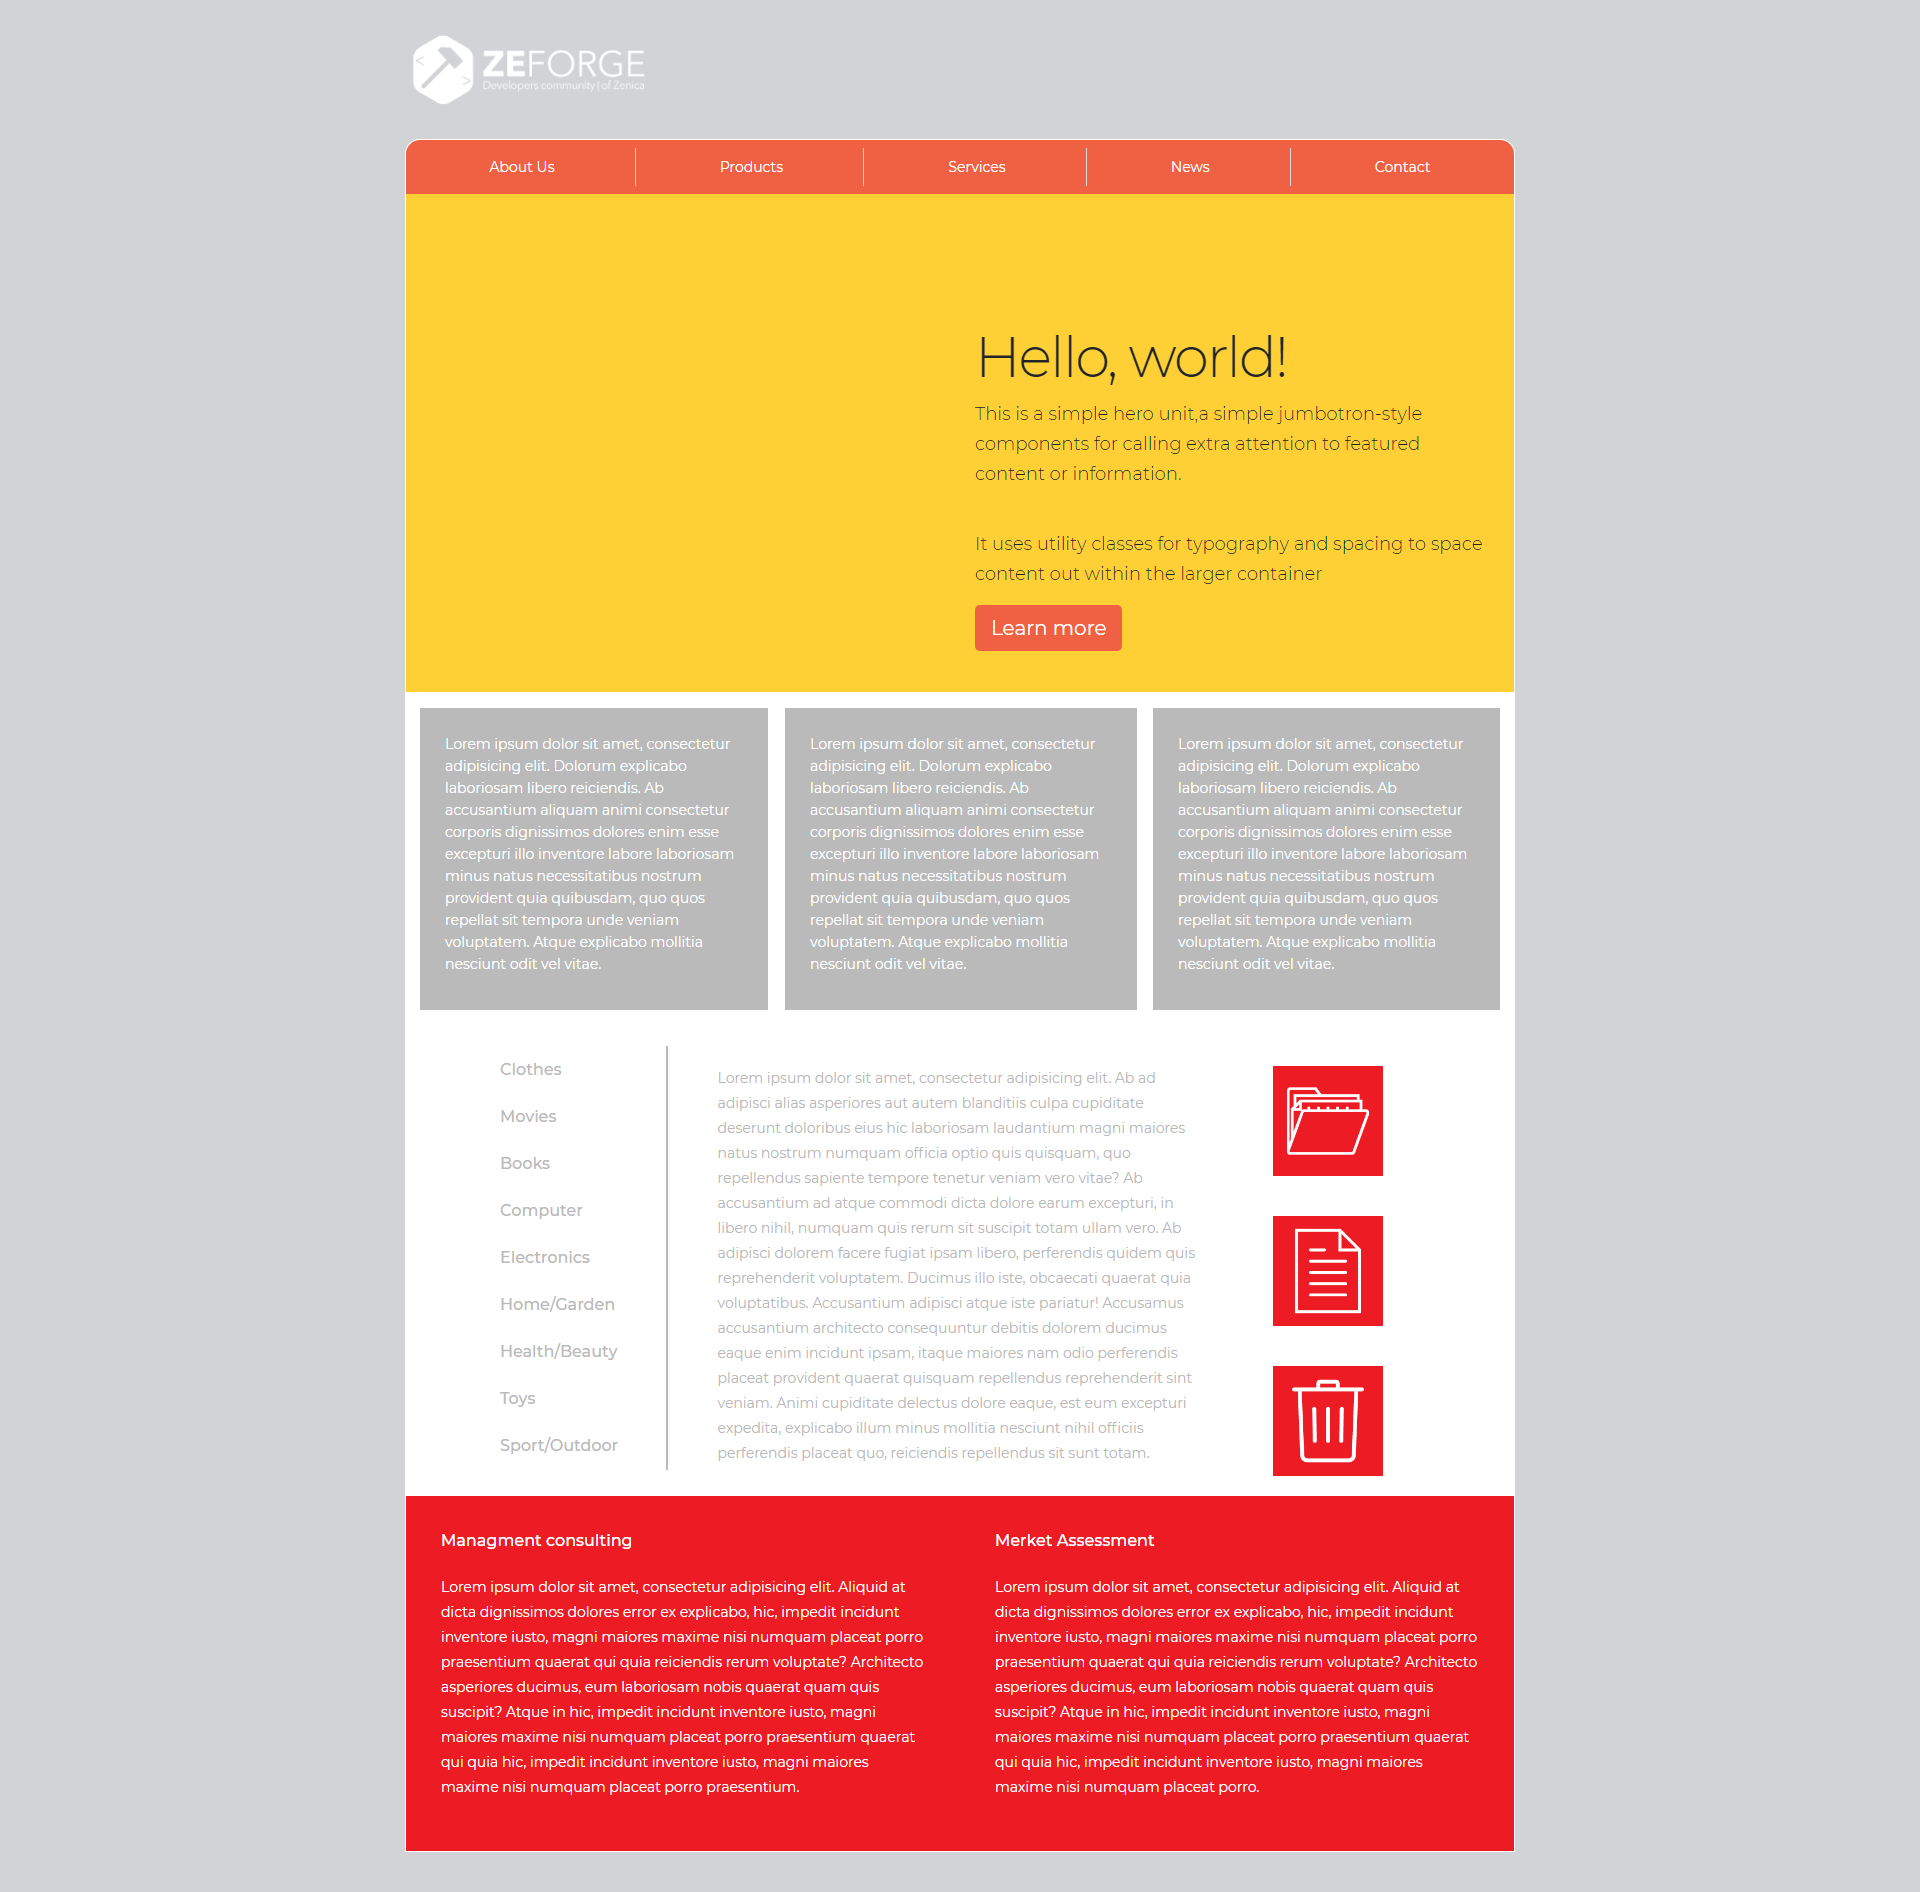 ZEFORGE
Developers community | of Zenica
About Us
Products
Services
News
Contact
Hello, world!
This is a simple hero unit,a simple jumbotron-style
components for calling extra attention to featured
content or information.
It uses utility classes for typography and spacing to space
content out within the larger container
Learn more
Lorem ipsum dolor sit amet, consectetur
adipisicing elit. Dolorum explicabo
laboriosam libero reiciendis. Ab
accusantium aliquam animi consectetur
corporis dignissimos dolores enim esse
excepturi illo inventore labore laboriosam
minus natus necessitatibus nostrum
provident quia quibusdam, quo quos
repellat sit tempora unde veniam
voluptatem. Atque explicabo mollitia
nesciunt odit vel vitae.
Lorem ipsum dolor sit amet, consectetur
adipisicing elit. Dolorum explicabo
laboriosam libero reiciendis. Ab
accusantium aliquam animi consectetur
corporis dignissimos dolores enim esse
excepturi illo inventore labore laboriosam
minus natus necessitatibus nostrum
provident quia quibusdam, quo quos
repellat sit tempora unde veniam
voluptatem. Atque explicabo mollitia
nesciunt odit vel vitae.
Lorem ipsum dolor sit amet, consectetur
adipisicing elit. Dolorum explicabo
laboriosam libero reiciendis. Ab
accusantium aliquam animi consectetur
corporis dignissimos dolores enim esse
excepturi illo inventore labore laboriosam
minus natus necessitatibus nostrum
provident quia quibusdam, quo quos
repellat sit tempora unde veniam
voluptatem. Atque explicabo mollitia
nesciunt odit vel vitae.
Clothes
Movies
Books
Computer
Electronics
Home/Garden
Health/Beauty
Toys
Sport/Outdoor
Lorem ipsum dolor sit amet, consectetur adipisicing elit. Ab ad
adipisci alias asperiores aut autem blanditiis culpa cupiditate
deserunt doloribus eius hic laboriosam laudantium magni maiores
natus nostrum numquam officia optio quis quisquam, quo
repellendus sapiente tempore tenetur veniam vero vitae? Ab
accusantium ad atque commodi dicta dolore earum excepturi, in
libero nihil, numquam quis rerum sit suscipit totam ullam vero. Ab
adipisci dolorem facere fugiat ipsam libero, perferendis quidem quis
reprehenderit voluptatem. Ducimus illo iste, obcaecati quaerat quia
voluptatibus. Accusantium adipisci atque iste pariatur! Accusamus
accusantium architecto consequuntur debitis dolorem ducimus
eaque enim incidunt ipsam, itaque maiores nam odio perferendis
placeat provident quaerat quisquam repellendus reprehenderit sint
veniam. Animi cupiditate delectus dolore eaque, est eum excepturi
expedita, explicabo illum minus mollitia nesciunt nihil officiis
perferendis placeat quo, reiciendis repellendus sit sunt totam.
Managment consulting
Lorem ipsum dolor sit amet, consectetur adipisicing elit. Aliquid at
dicta dignissimos dolores error ex explicabo, hic, impedit incidunt
inventore iusto, magni maiores maxime nisi numquam placeat porro
praesentium quaerat qui quia reiciendis rerum voluptate? Architecto
asperiores ducimus, eum laboriosam nobis quaerat quam quis
suscipit? Atque in hic, impedit incidunt inventore iusto, magni
maiores maxime nisi numquam placeat porro praesentium quaerat
qui quia hic, impedit incidunt inventore iusto, magni maiores
maxime nisi numquam placeat porro praesentium.
Merket Assessment
Lorem ipsum dolor sit amet, consectetur adipisicing elit. Aliquid at
dicta dignissimos dolores error ex explicabo, hic, impedit incidunt
inventore iusto, magni maiores maxime nisi numquam placeat porro
praesentium quaerat qui quia reiciendis rerum voluptate? Architecto
asperiores ducimus, eum laboriosam nobis quaerat quam quis
suscipit? Atque in hic, impedit incidunt inventore iusto, magni
maiores maxime nisi numquam placeat porro praesentium quaerat
qui quia hic, impedit incidunt inventore iusto, magni maiores
maxime nisi numquam placeat porro.